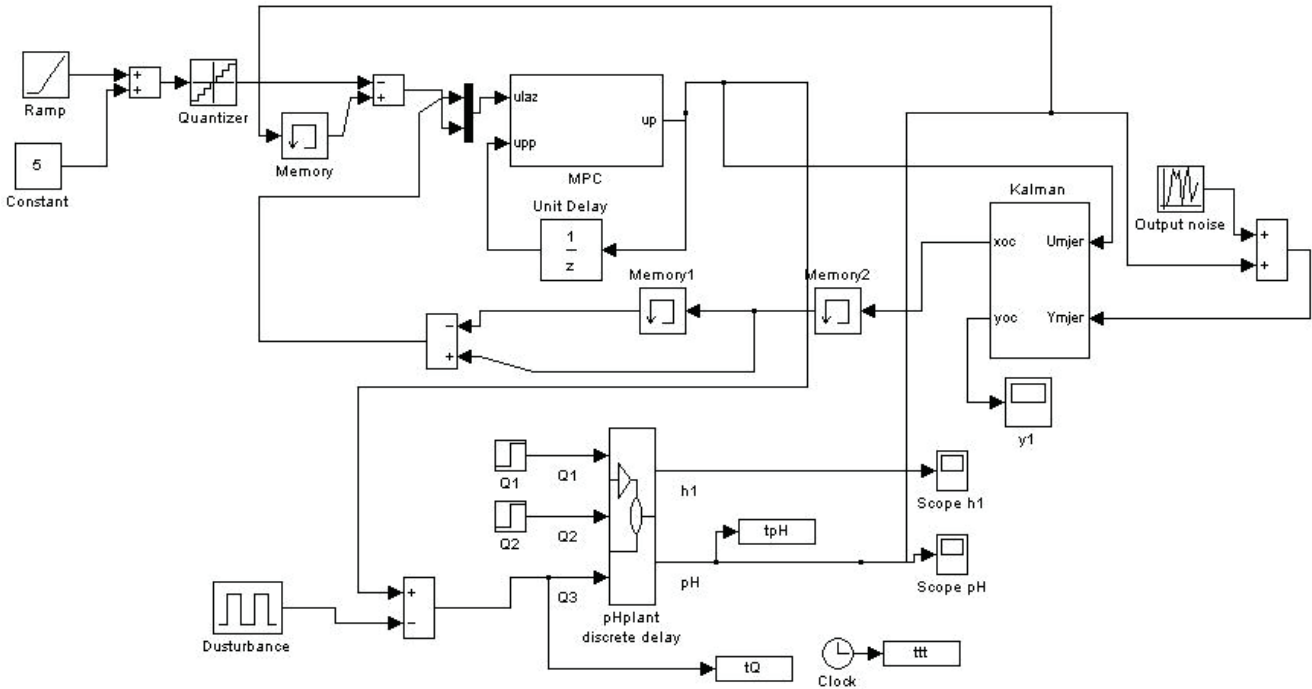 +
+
Ramp
Quantizer
5
Constant
−
+
Memory
ulaz
upp
up
MPC
Unit Delay
1
z
Kalman
xoc
yoc
Umjer
Ymjer
Output noise
+
+
Memory1
Memory2
−
+
y1
Q1
Q1
Q2
Q2
Q3
h1
pH
tpH
Scope h1
Scope pH
pHplant
discrete delay
+
−
Dusturbance
tQ
Clock
ttt